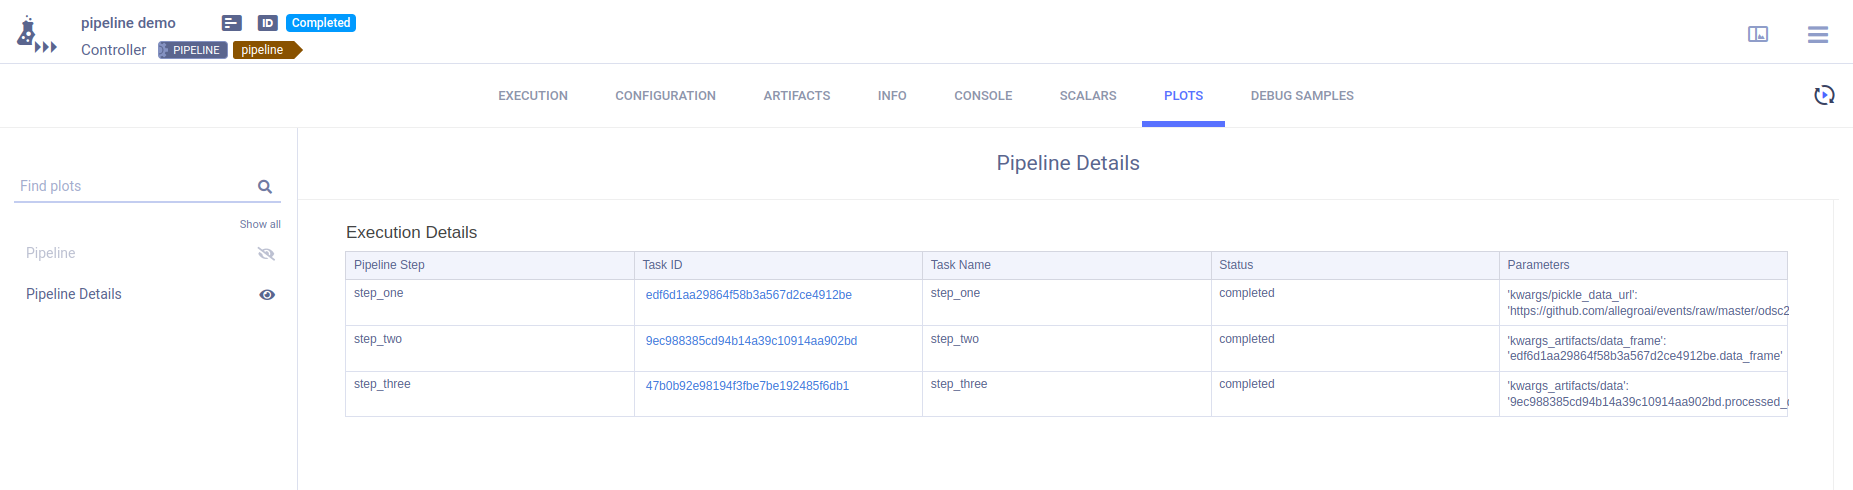 pipeline demo ID Completed
Controller PIPELINE pipeline
EXECUTION CONFIGURATION ARTIFACTS INFO CONSOLE SCALARS PLOTS DEBUG SAMPLES
Find plots
Show all
Pipeline
Pipeline Details
Pipeline Details
Execution Details
Pipeline Step Task ID Task Name Status Parameters
step_one edf6d1aa29864f58b3a567d2ce4912be step_one completed 'kwargs/pickle_data_url':
'https://github.com/allegroai/events/raw/master/odsc2
step_two 9ec988385cd94b14a39c10914aa902bd step_two completed 'kwargs_artifacts/data_frame':
'edf6d1aa29864f58b3a567d2ce4912be.data_frame'
step_three 47b0b92e98194f3fbe7be192485f6db1 step_three completed 'kwargs_artifacts/data':
'9ec988385cd94b14a39c10914aa902bd.processed_